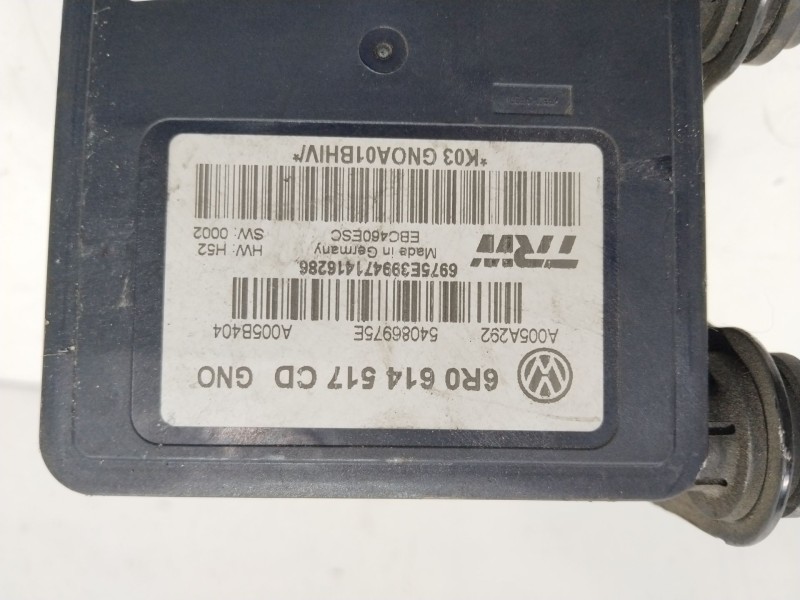 6R0 614 517 CD GNO
A005A292 54086975E A005B404
6975E399471416286
TRW
Made in Germany HW: H52
EBC460ESC SW: 0002
*K03 GNOA01BHIV/*